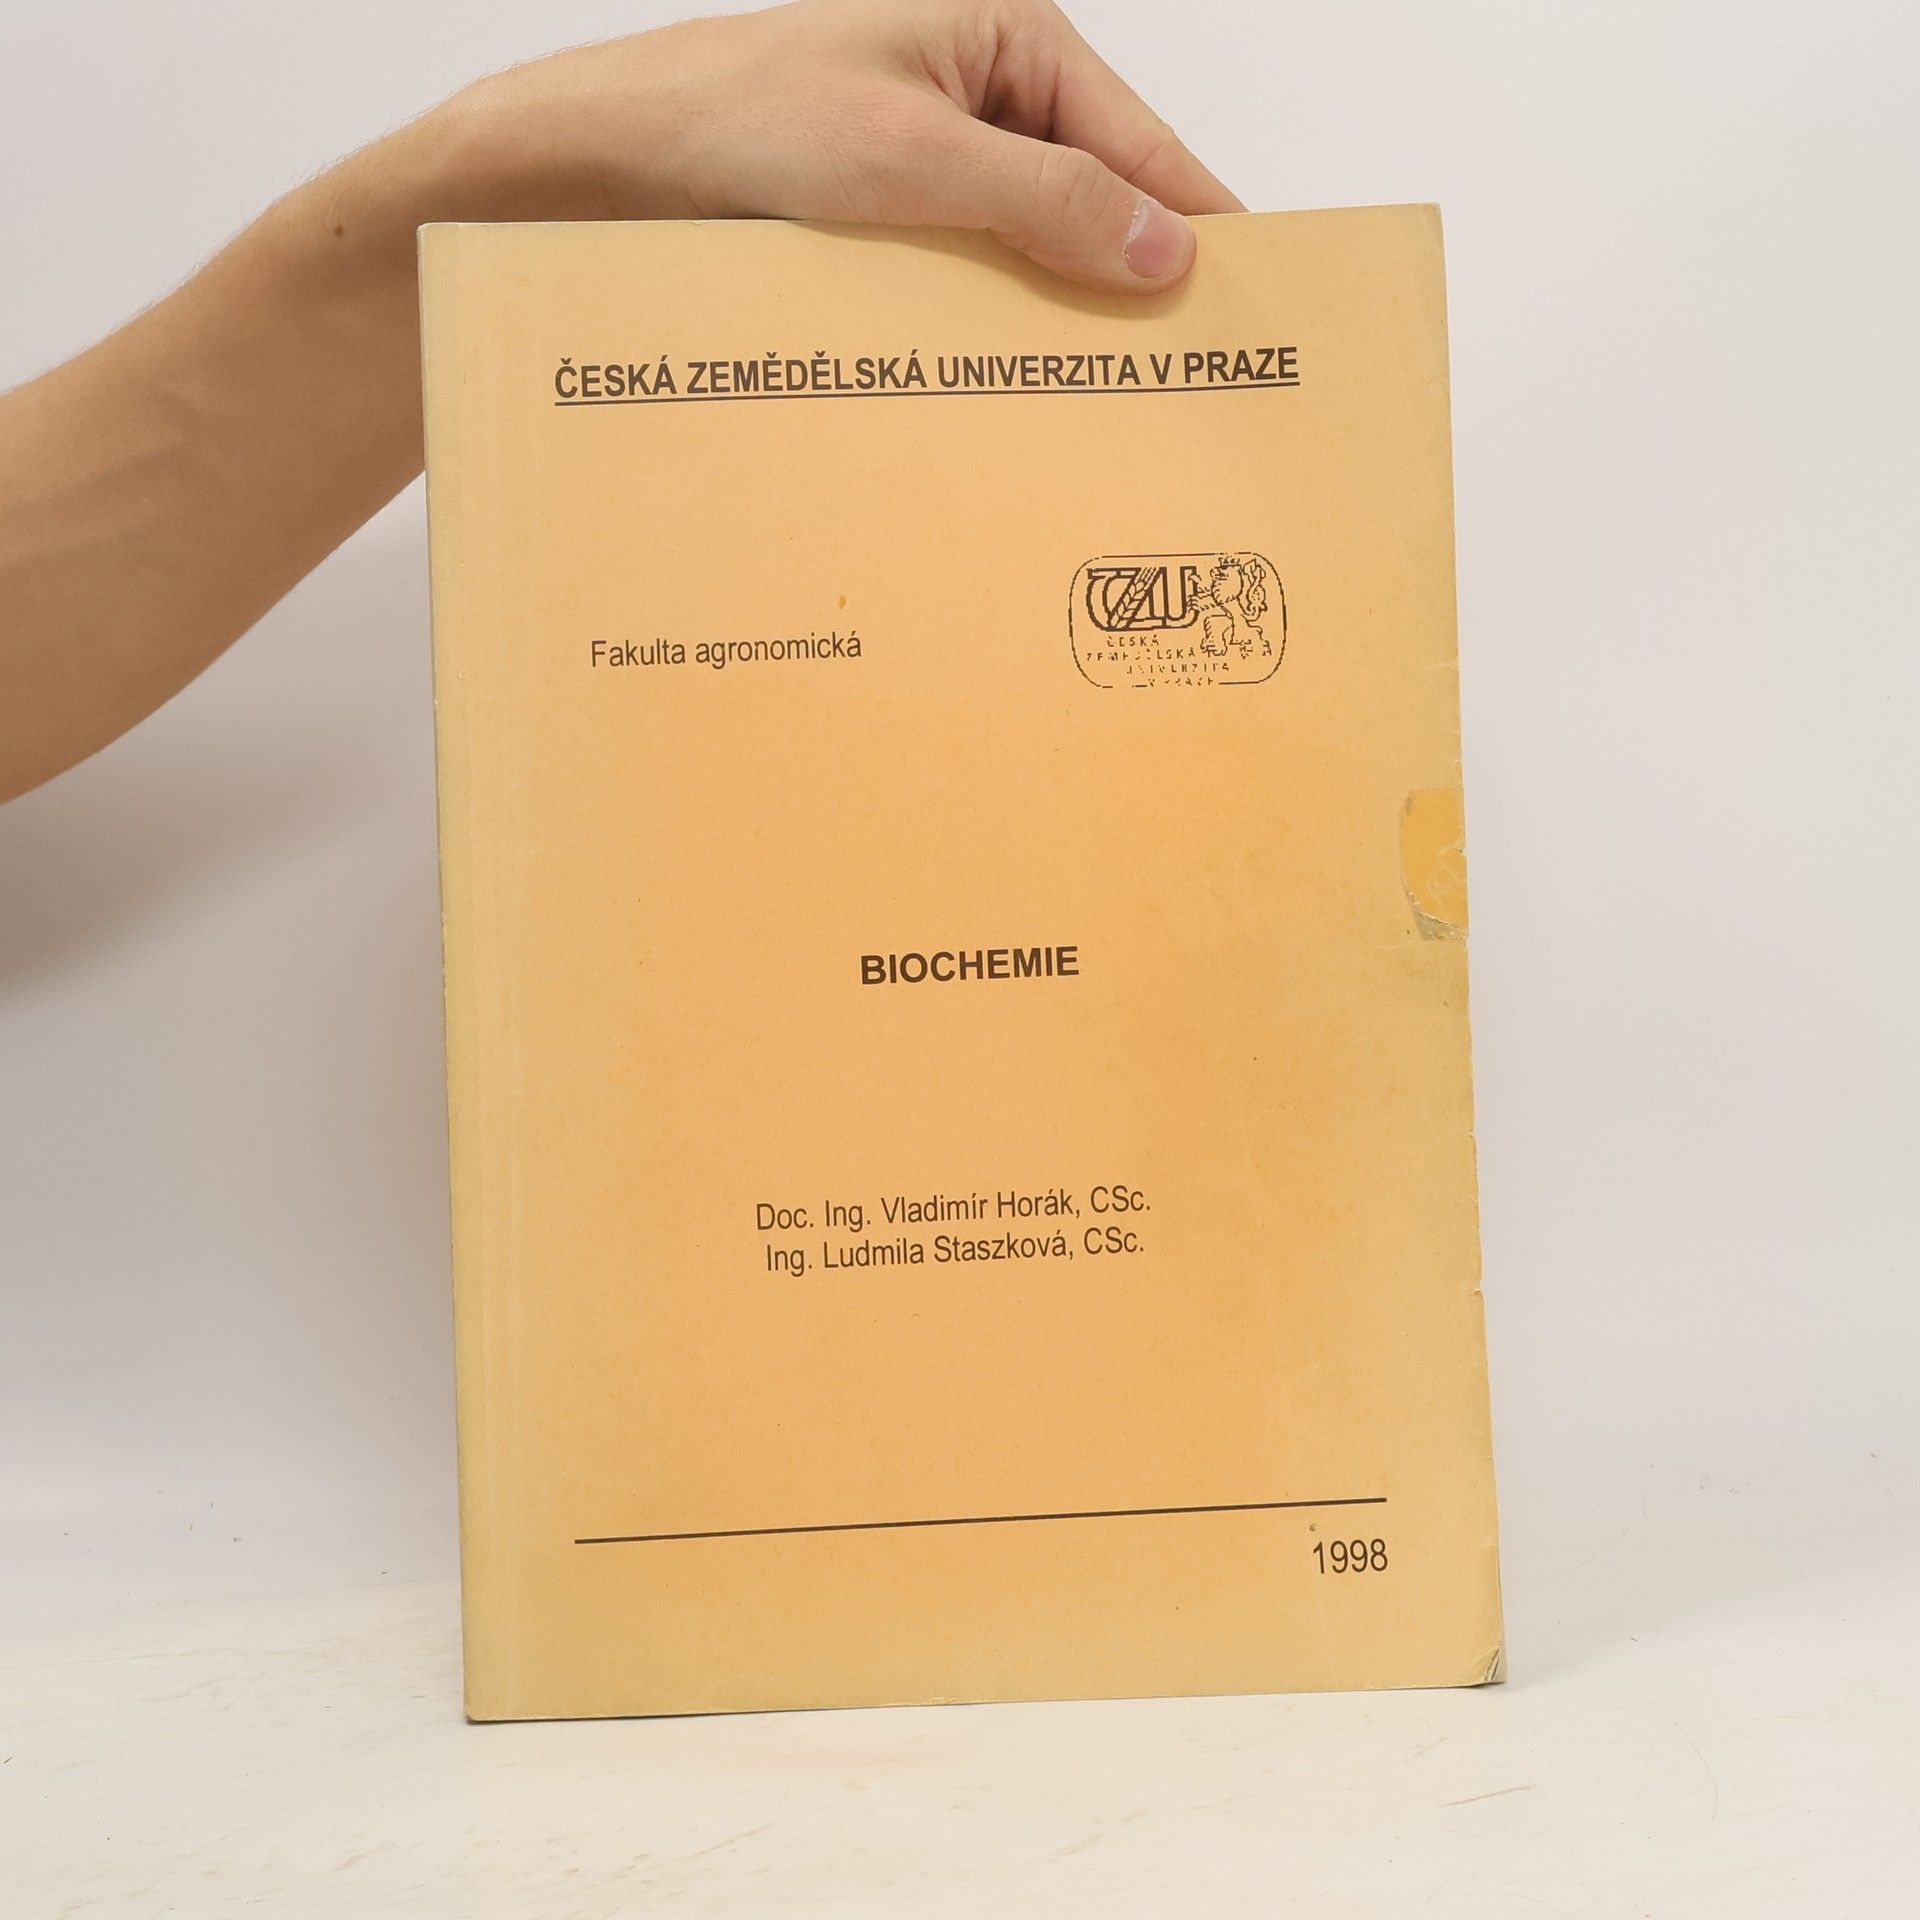 ČESKÁ ZEMĚDĚLSKÁ UNIVERZITA V PRAZE
Fakulta agronomická
ČZU
ČESKÁ
ZEMĚDĚLSKÁ
UNIVERZITA
V PRAZE
BIOCHEMIE
Doc. Ing. Vladimír Horák, CSc.
Ing. Ludmila Staszková, CSc.
1998